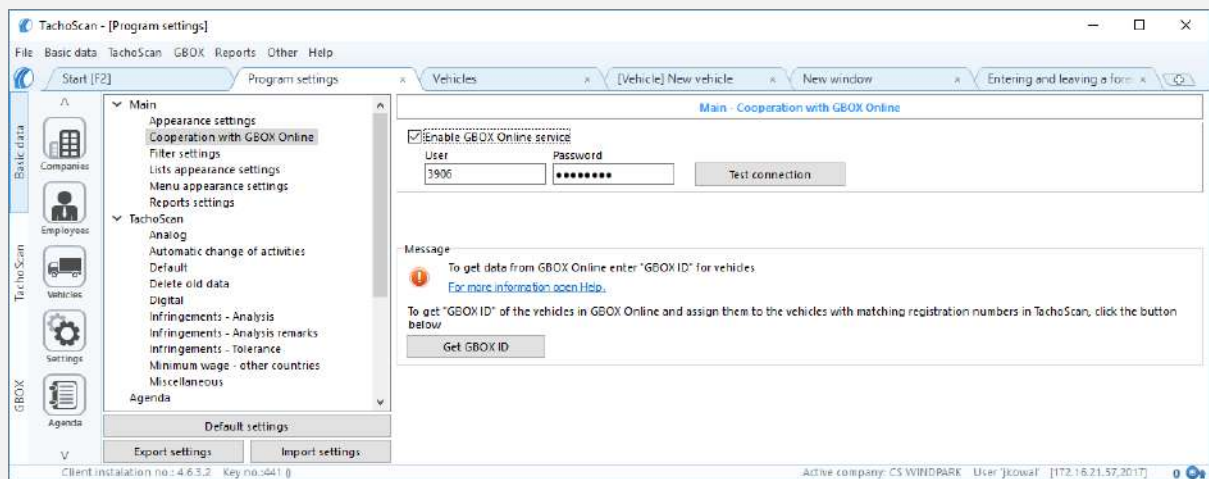 TachoScan - [Program settings]
File Basic data TachoScan GBOX Reports Other Help
Start [F2] Program settings Vehicles [Vehicle] New vehicle New window Entering and leaving a fore
Basic data
TachoScan
GBOX
Companies
Employees
Vehicles
Settings
Agenda
Main
Appearance settings
Cooperation with GBOX Online
Filter settings
Lists appearance settings
Menu appearance settings
Reports settings
TachoScan
Analog
Automatic change of activities
Default
Delete old data
Digital
Infringements - Analysis
Infringements - Analysis remarks
Infringements - Tolerance
Minimum wage - other countries
Miscellaneous
Agenda
Default settings
Export settings Import settings
Main - Cooperation with GBOX Online
Enable GBOX Online service
User Password
3906 ●●●●●●●●
Test connection
Message
To get data from GBOX Online enter "GBOX ID" for vehicles
For more information open Help.
To get "GBOX ID" of the vehicles in GBOX Online and assign them to the vehicles with matching registration numbers in TachoScan, click the button
below
Get GBOX ID
Client instalation no.: 4.6.3.2 Key no.:441 () Active company: CS WINDPARK User 'jkowal' [172.16.21.57,2017] 0